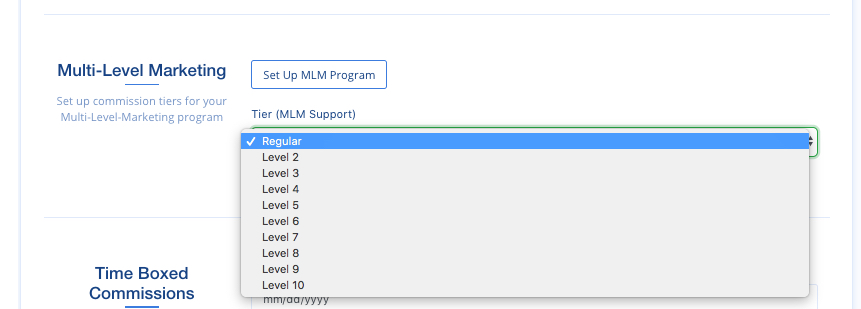 Multi-Level Marketing
Set up commission tiers for your
Multi-Level-Marketing program
Set Up MLM Program
Tier (MLM Support)
Regular
Level 2
Level 3
Level 4
Level 5
Level 6
Level 7
Level 8
Level 9
Level 10
Time Boxed
Commissions
mm/dd/yyyy